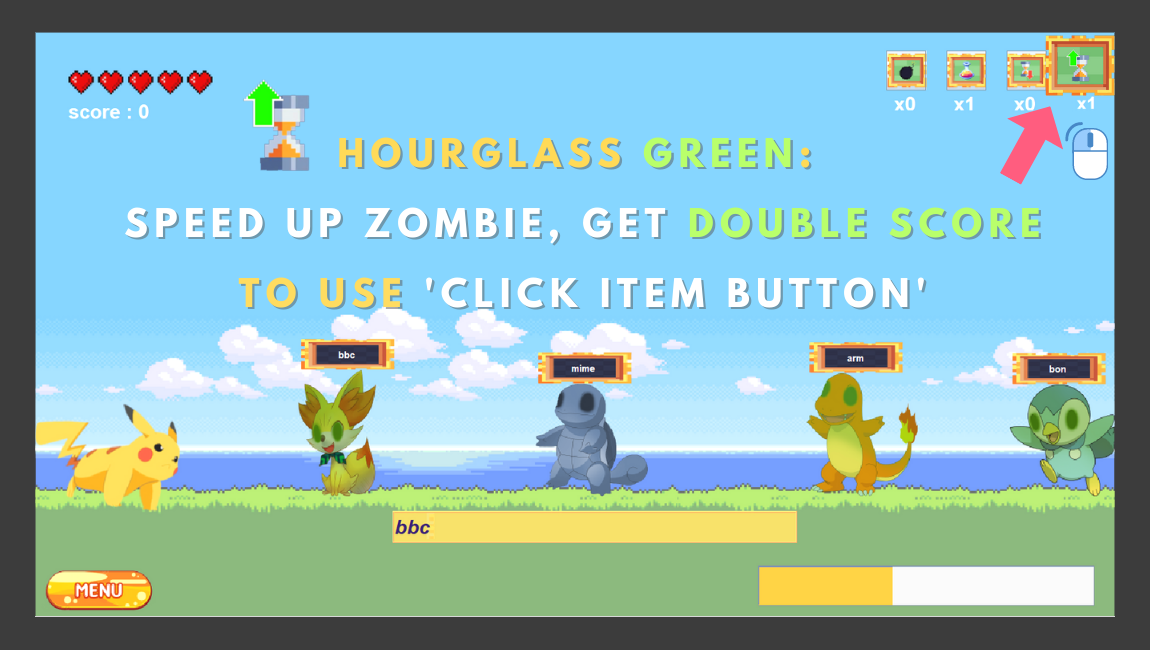 score : 0
x0
x1
x0
x1
HOURGLASS GREEN:
SPEED UP ZOMBIE, GET DOUBLE SCORE
TO USE 'CLICK ITEM BUTTON'
bbc
mime
arm
bon
bbc
MENU